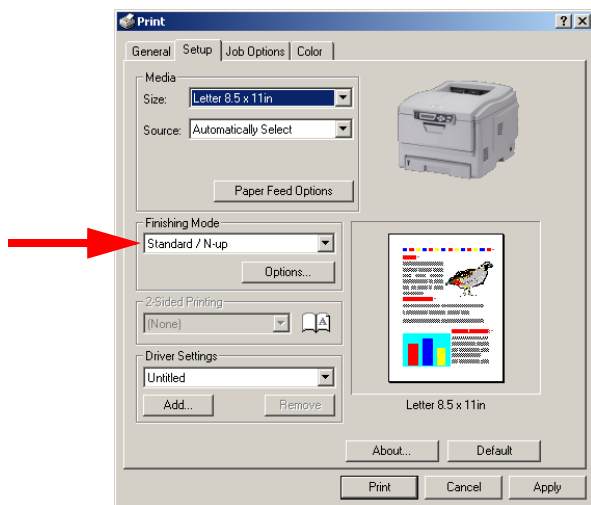 Print
General Setup Job Options Color
Media
Size: Letter 8.5 x 11in
Source: Automatically Select
Paper Feed Options
Finishing Mode
Standard / N-up
Options...
2-Sided Printing
(None)
A
Driver Settings
Untitled
Add... Remove
Letter 8.5 x 11in
About... Default
Print Cancel Apply